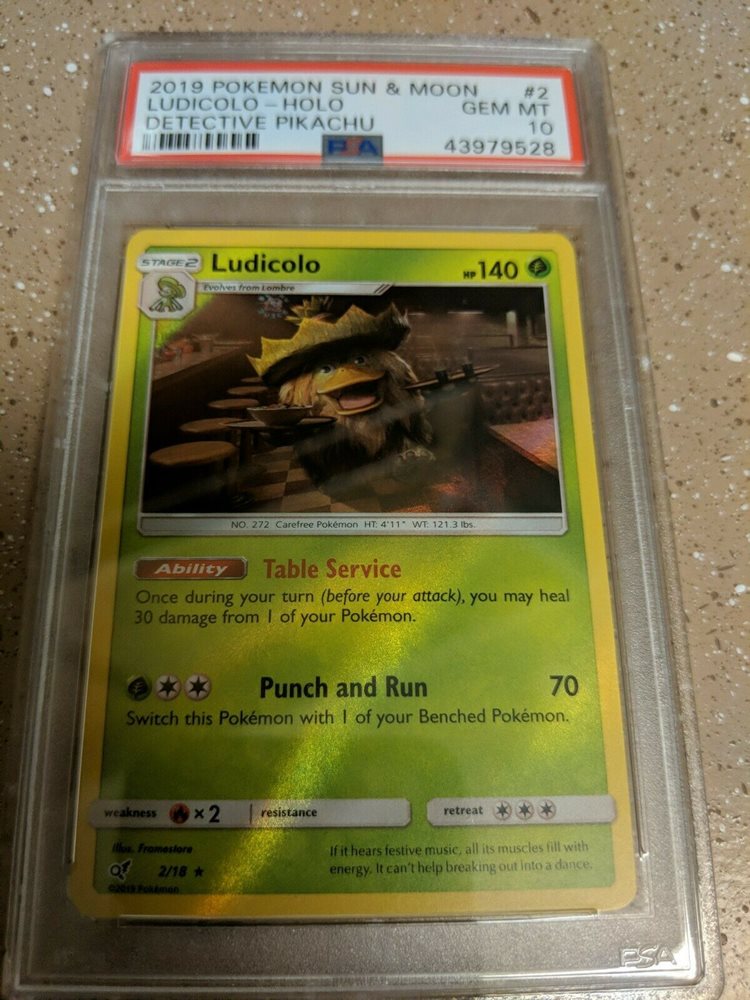 2019 POKEMON SUN & MOON #2
LUDICOLO - HOLO GEM MT
DETECTIVE PIKACHU 10
PSA 43979528
STAGE 2 Ludicolo HP 140
Evolves from Lombre
NO. 272 Carefree Pokémon HT: 4'11" WT: 121.3 lbs.
Ability Table Service
Once during your turn (before your attack), you may heal
30 damage from 1 of your Pokémon.
Punch and Run 70
Switch this Pokémon with 1 of your Benched Pokémon.
weakness ×2 resistance retreat
Illus. Framestore
If it hears festive music, all its muscles fill with
2/18 ★ energy. It can't help breaking out into a dance.
©2019 Pokémon
PSA